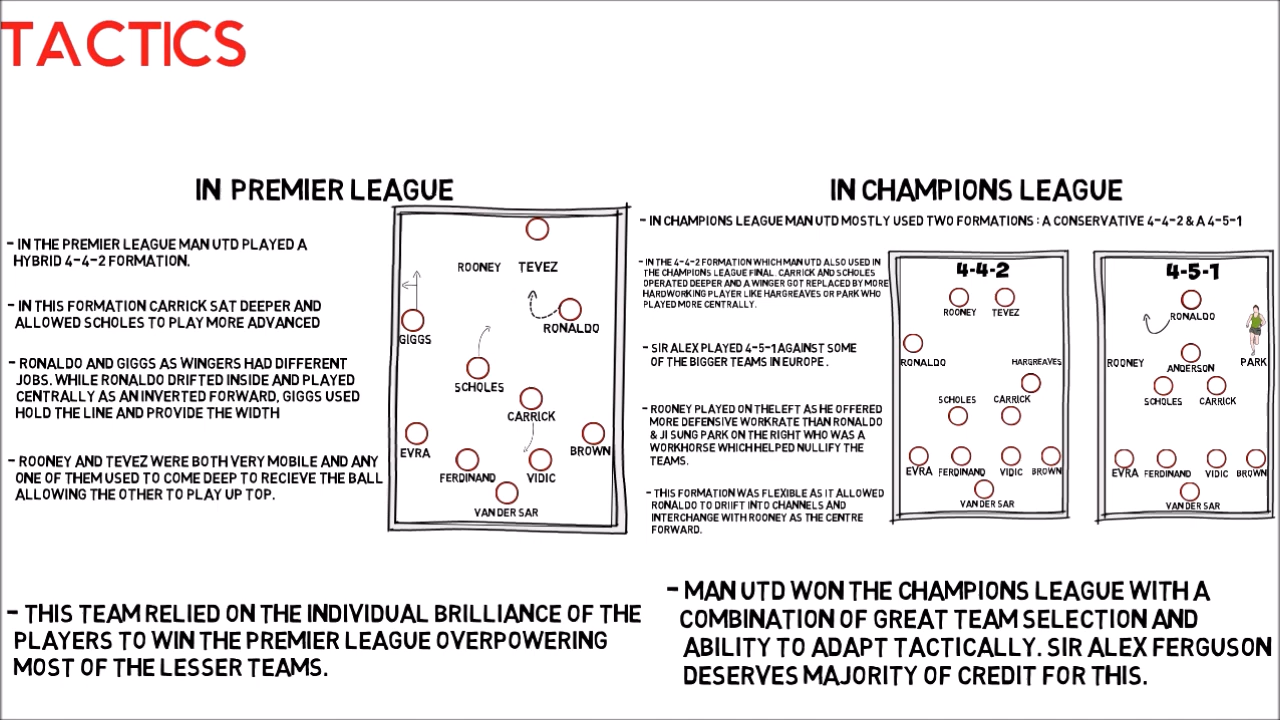 TACTICS
IN PREMIER LEAGUE
- IN THE PREMIER LEAGUE MAN UTD PLAYED A
HYBRID 4-4-2 FORMATION.
- IN THIS FORMATION CARRICK SAT DEEPER AND
ALLOWED SCHOLES TO PLAY MORE ADVANCED
- RONALDO AND GIGGS AS WINGERS HAD DIFFERENT
JOBS. WHILE RONALDO DRIFTED INSIDE AND PLAYED
CENTRALLY AS AN INVERTED FORWARD, GIGGS USED
HOLD THE LINE AND PROVIDE THE WIDTH
- ROONEY AND TEVEZ WERE BOTH VERY MOBILE AND ANY
ONE OF THEM USED TO COME DEEP TO RECIEVE THE BALL
ALLOWING THE OTHER TO PLAY UP TOP.
ROONEY TEVEZ
RONALDO
GIGGS
SCHOLES
CARRICK
EVRA
BROWN
FERDINAND
VIDIC
VAN DER SAR
- THIS TEAM RELIED ON THE INDIVIDUAL BRILLIANCE OF THE
PLAYERS TO WIN THE PREMIER LEAGUE OVERPOWERING
MOST OF THE LESSER TEAMS.
IN CHAMPIONS LEAGUE
- IN CHAMPIONS LEAGUE MAN UTD MOSTLY USED TWO FORMATIONS : A CONSERVATIVE 4-4-2 & A 4-5-1
- IN THE 4-4-2 FORMATION WHICH MAN UTD ALSO USED IN
THE CHAMPIONS LEAGUE FINAL. CARRICK AND SCHOLES
OPERATED DEEPER AND A WINGER GOT REPLACED BY MORE
HARDWORKING PLAYER LIKE HARGREAVES OR PARK WHO
PLAYED MORE CENTRALLY.
- SIR ALEX PLAYED 4-5-1 AGAINST SOME
OF THE BIGGER TEAMS IN EUROPE .
- ROONEY PLAYED ON THE LEFT AS HE OFFERED
MORE DEFENSIVE WORKRATE THAN RONALDO
& JI SUNG PARK ON THE RIGHT WHO WAS A
WORKHORSE WHICH HELPED NULLIFY THE
TEAMS.
- THIS FORMATION WAS FLEXIBLE AS IT ALLOWED
RONALDO TO DRIIFT INTO CHANNELS AND
INTERCHANGE WITH ROONEY AS THE CENTRE
FORWARD.
4-4-2
ROONEY TEVEZ
RONALDO
HARGREAVES
SCHOLES CARRICK
EVRA FERDINAND VIDIC BROWN
VAN DER SAR
4-5-1
RONALDO
ROONEY
ANDERSON
PARK
SCHOLES CARRICK
EVRA FERDINAND VIDIC BROWN
VAN DER SAR
- MAN UTD WON THE CHAMPIONS LEAGUE WITH A
COMBINATION OF GREAT TEAM SELECTION AND
ABILITY TO ADAPT TACTICALLY. SIR ALEX FERGUSON
DESERVES MAJORITY OF CREDIT FOR THIS.